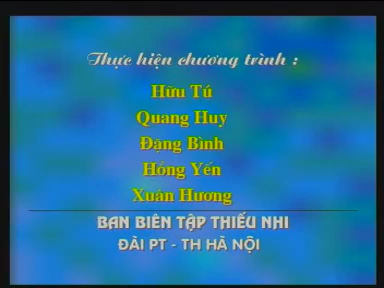 Thực hiện chương trình :
Hữu Tú
Quang Huy
Đặng Bình
Hồng Yến
Xuân Hương
BAN BIÊN TẬP THIẾU NHI
ĐÀI PT - TH HÀ NỘI